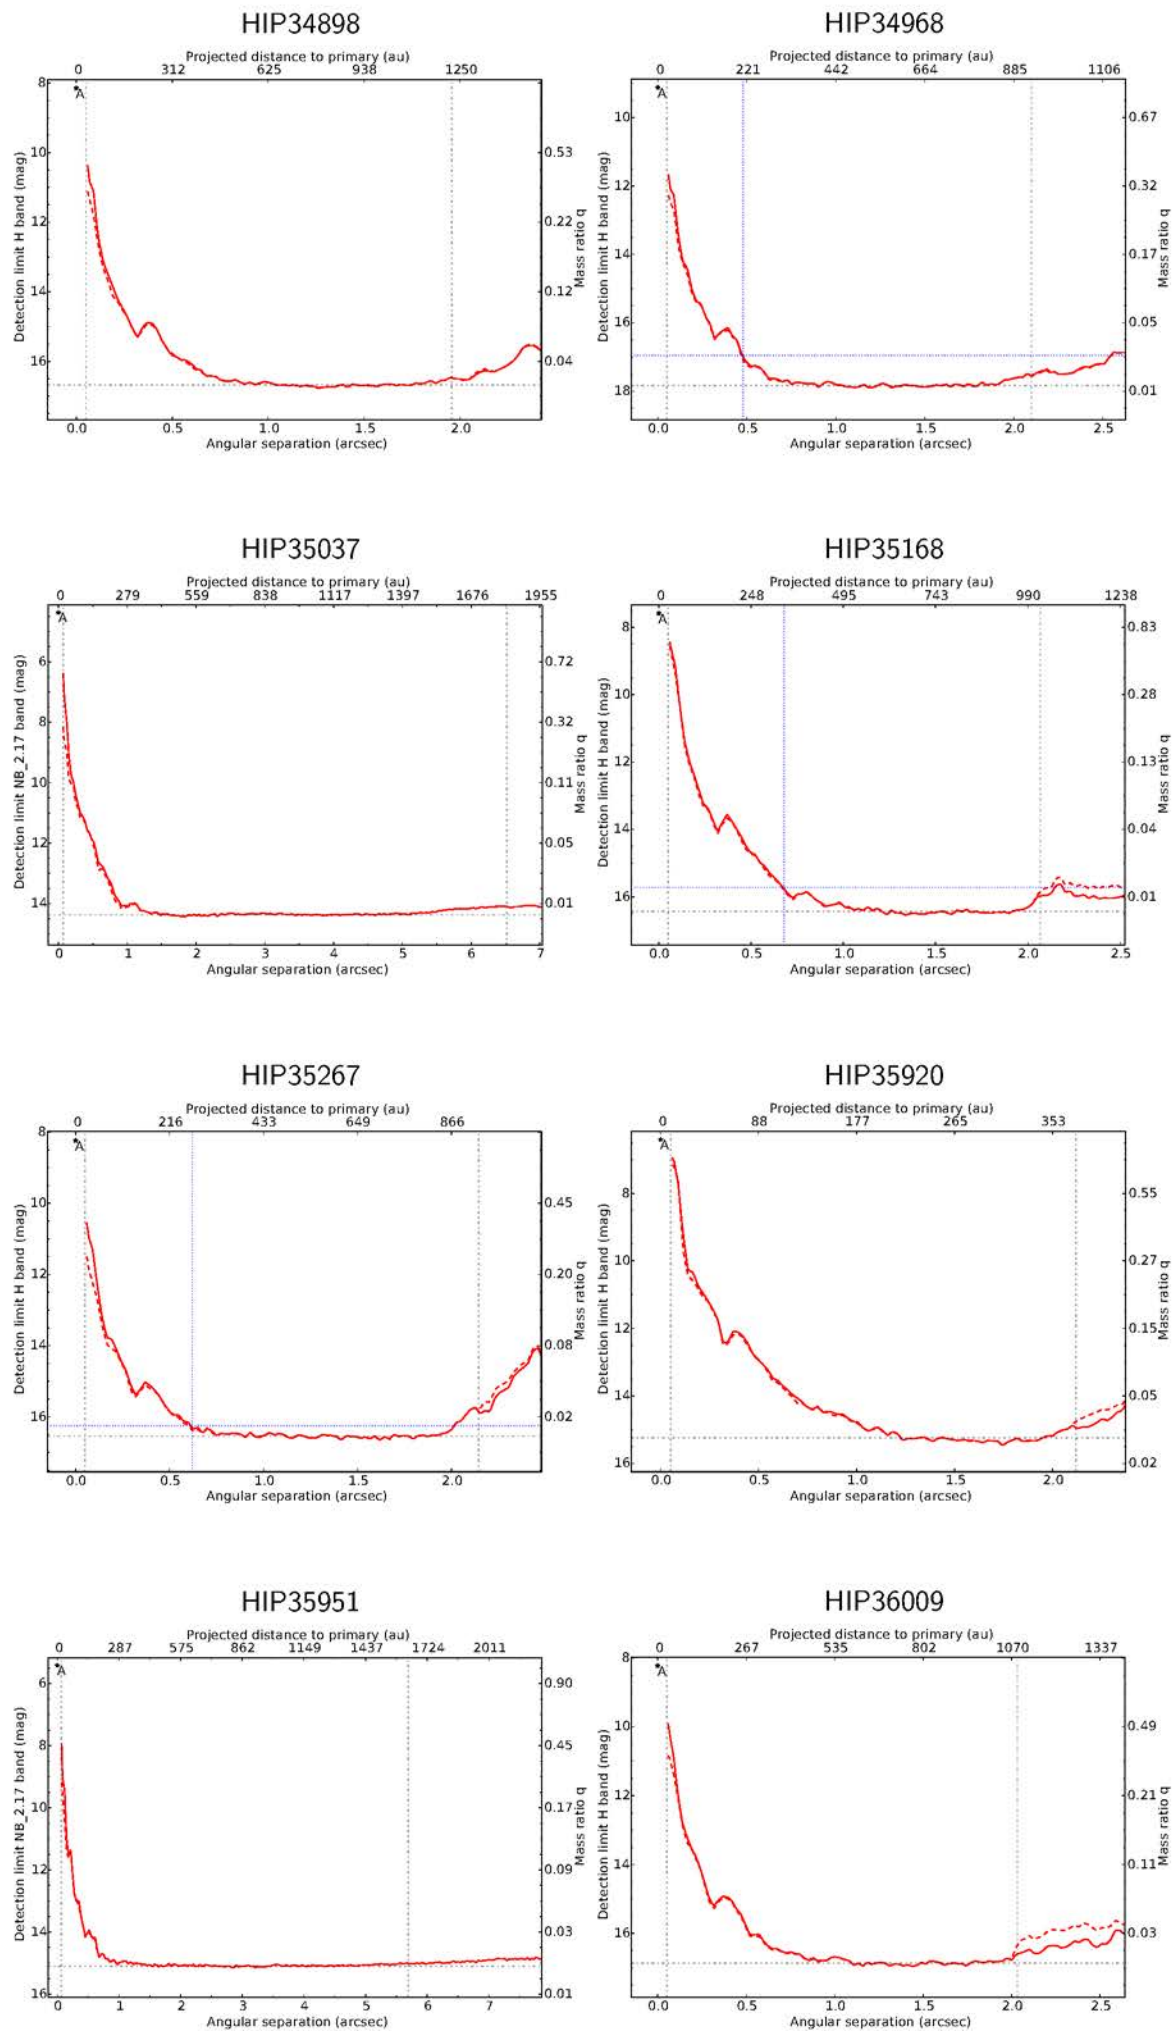 HIP34898
Projected distance to primary (au)
0 312 625 938 1250
8
10
12
14
16
Detection limit H band (mag)
0.53
0.22
0.12
0.04
Mass ratio q
*A
0.0 0.5 1.0 1.5 2.0
Angular separation (arcsec)
HIP34968
Projected distance to primary (au)
0 221 442 664 885 1106
10
12
14
16
18
Detection limit H band (mag)
0.67
0.32
0.17
0.05
0.01
Mass ratio q
*A
0.0 0.5 1.0 1.5 2.0 2.5
Angular separation (arcsec)
HIP35037
Projected distance to primary (au)
0 279 559 838 1117 1397 1676 1955
6
8
10
12
14
Detection limit NB_2.17 band (mag)
0.72
0.32
0.11
0.05
0.01
Mass ratio q
*A
0 1 2 3 4 5 6 7
Angular separation (arcsec)
HIP35168
Projected distance to primary (au)
0 248 495 743 990 1238
8
10
12
14
16
Detection limit H band (mag)
0.83
0.28
0.13
0.04
0.01
Mass ratio q
*A
0.0 0.5 1.0 1.5 2.0 2.5
Angular separation (arcsec)
HIP35267
Projected distance to primary (au)
0 216 433 649 866
8
10
12
14
16
Detection limit H band (mag)
0.45
0.20
0.08
0.02
Mass ratio q
*A
0.0 0.5 1.0 1.5 2.0
Angular separation (arcsec)
HIP35920
Projected distance to primary (au)
0 88 177 265 353
8
10
12
14
16
Detection limit H band (mag)
0.55
0.27
0.15
0.05
0.02
Mass ratio q
*A
0.0 0.5 1.0 1.5 2.0
Angular separation (arcsec)
HIP35951
Projected distance to primary (au)
0 287 575 862 1149 1437 1724 2011
6
8
10
12
14
16
Detection limit NB_2.17 band (mag)
0.90
0.45
0.17
0.09
0.03
0.01
Mass ratio q
*A
0 1 2 3 4 5 6 7
Angular separation (arcsec)
HIP36009
Projected distance to primary (au)
0 267 535 802 1070 1337
8
10
12
14
16
Detection limit H band (mag)
0.49
0.21
0.11
0.03
Mass ratio q
*A
0.0 0.5 1.0 1.5 2.0 2.5
Angular separation (arcsec)